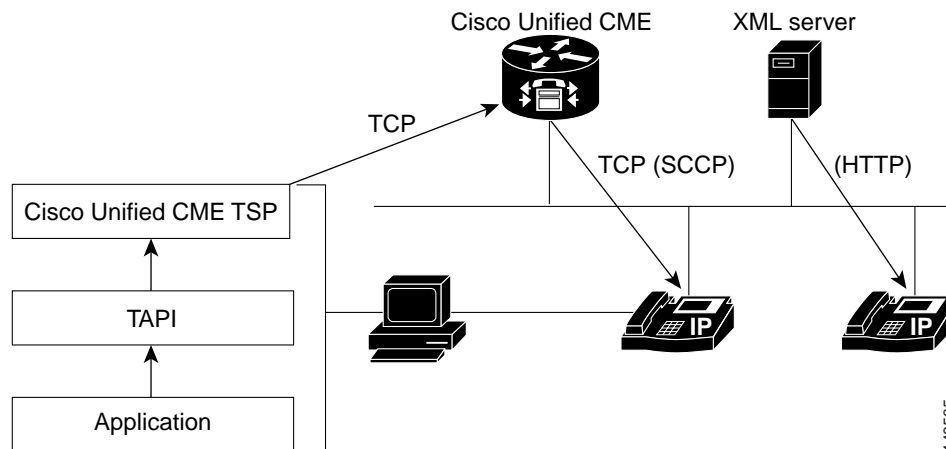 Cisco Unified CME
XML server
TCP
TCP (SCCP)
(HTTP)
Cisco Unified CME TSP
TAPI
IP
IP
Application